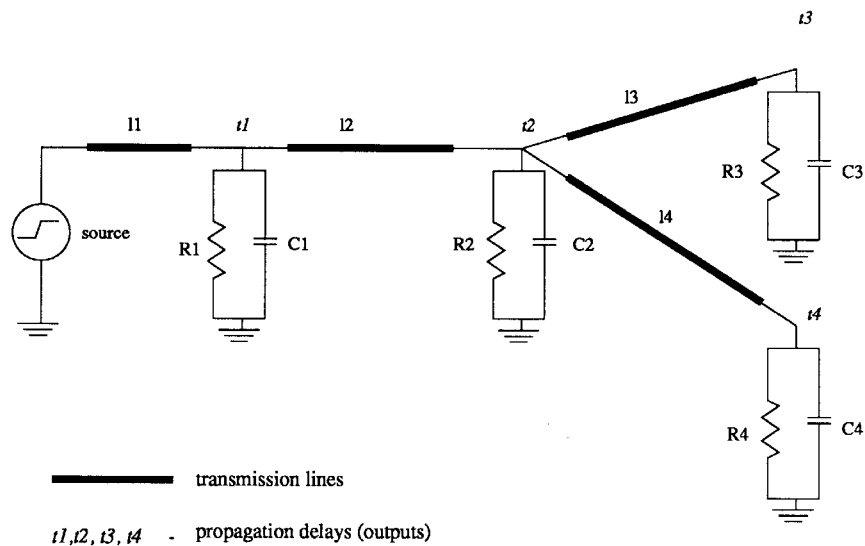 t3
l3
l1
t1
l2
t2
R3
C3
source
R1
C1
R2
C2
l4
t4
R4
C4
transmission lines
t1,t2, t3, t4 - propagation delays (outputs)